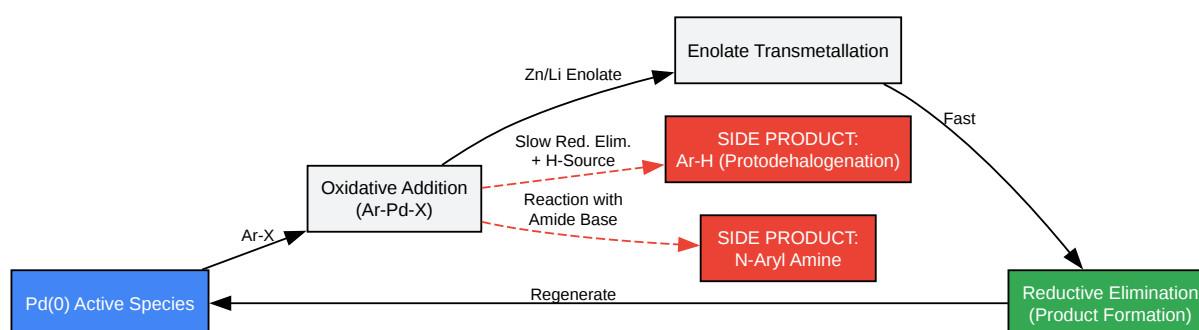 Enolate Transmetallation
Zn/Li Enolate
Fast
SIDE PRODUCT:
Ar-H (Protodehalogenation)
Slow Red. Elim.
+ H-Source
Oxidative Addition
(Ar-Pd-X)
Reaction with
Amide Base
SIDE PRODUCT:
N-Aryl Amine
Ar-X
Pd(0) Active Species
Regenerate
Reductive Elimination
(Product Formation)